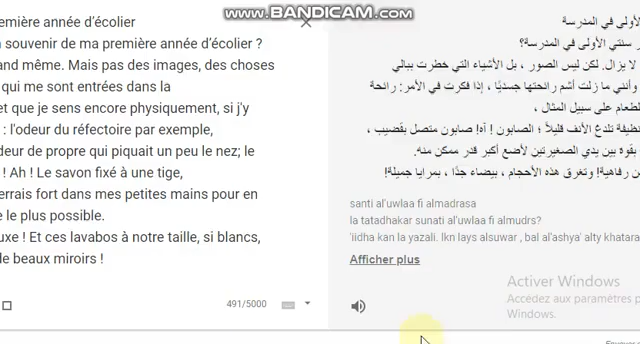 www.BANDICAM.com
emière année d'écolier
souvenir de ma première année d'écolier ?
and même. Mais pas des images, des choses
qui me sont entrées dans la
et que je sens encore physiquement, si j'y
: l'odeur du réfectoire par exemple,
deur de propre qui piquait un peu le nez; le
! Ah ! Le savon fixé à une tige,
errais fort dans mes petites mains pour en
e le plus possible.
uxe ! Et ces lavabos à notre taille, si blancs,
de beaux miroirs !
491/5000
الأولى في المدرسة
سنتي الأولى في المدرسة؟
لا يزال. لكن ليس الصور ، بل الأشياء التي خطرت ببالي
وأنني ما زلت أشم رائحتها جسديًا ، إذا فكرت في الأمر: رائحة
لطعام على سبيل المثال ،
نظيفة تلدغ الأنف قليلاً ؛ الصابون ! آه! صابون متصل بقضيب ،
بقوة بين يدي الصغيرتين لأضع أكبر قدر ممكن منه.
ن رفاهية! وتغرق هذه الأحجام ، بيضاء جدًا ، بمرايا جميلة!
santi al'uwlaa fi almadrasa
la tatadhakar sunati al'uwlaa fi almudrs?
'iidha kan la yazali. lkn lays alsuwar , bal al'ashya' alty khatara
Afficher plus
Activer Windows
Accédez aux paramètres p
Windows.